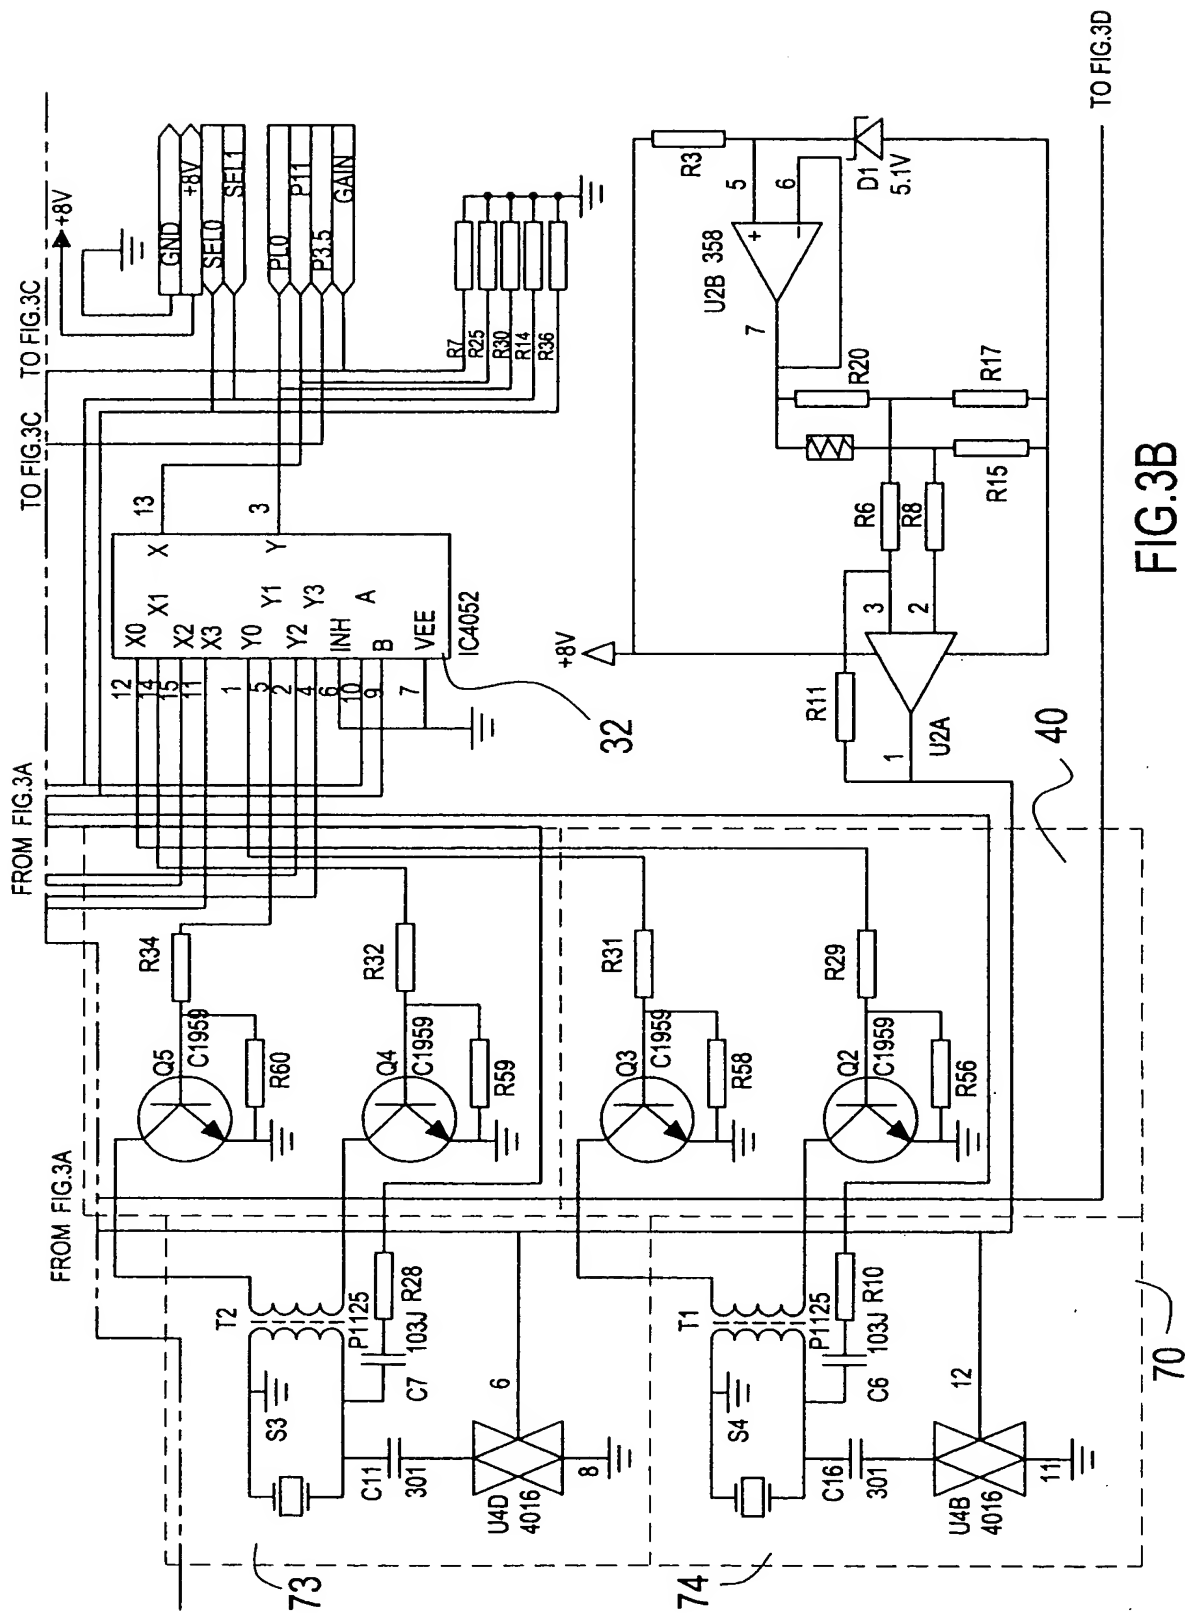 FROM FIG.3A
FROM FIG.3A
TO FIG.3C
TO FIG.3C
+8V
GND
+8V
SEL0
SEL1
PL0
P11
P3.5
GAIN
R7
R25
R30
R14
R36
12
14
15
11
1
5
2
4
6
10
9
7
X0
X1
X2
X3
Y0
Y1
Y2
Y3
INH
A
B
VEE
X
Y
13
3
IC4052
32
73
S3
T2
P1125
C7
103J
R28
C11
301
U4D
4016
6
8
Q5
C1959
R34
R60
Q4
C1959
R32
R59
74
S4
T1
P1125
C6
103J
R10
C16
301
U4B
4016
12
11
Q3
C1959
R31
R58
Q2
C1959
R29
R56
70
40
+8V
R11
1
U2A
3
2
R6
R8
R15
R20
R17
7
U2B 358
+
−
5
6
R3
D1
5.1V
TO FIG.3D
FIG.3B